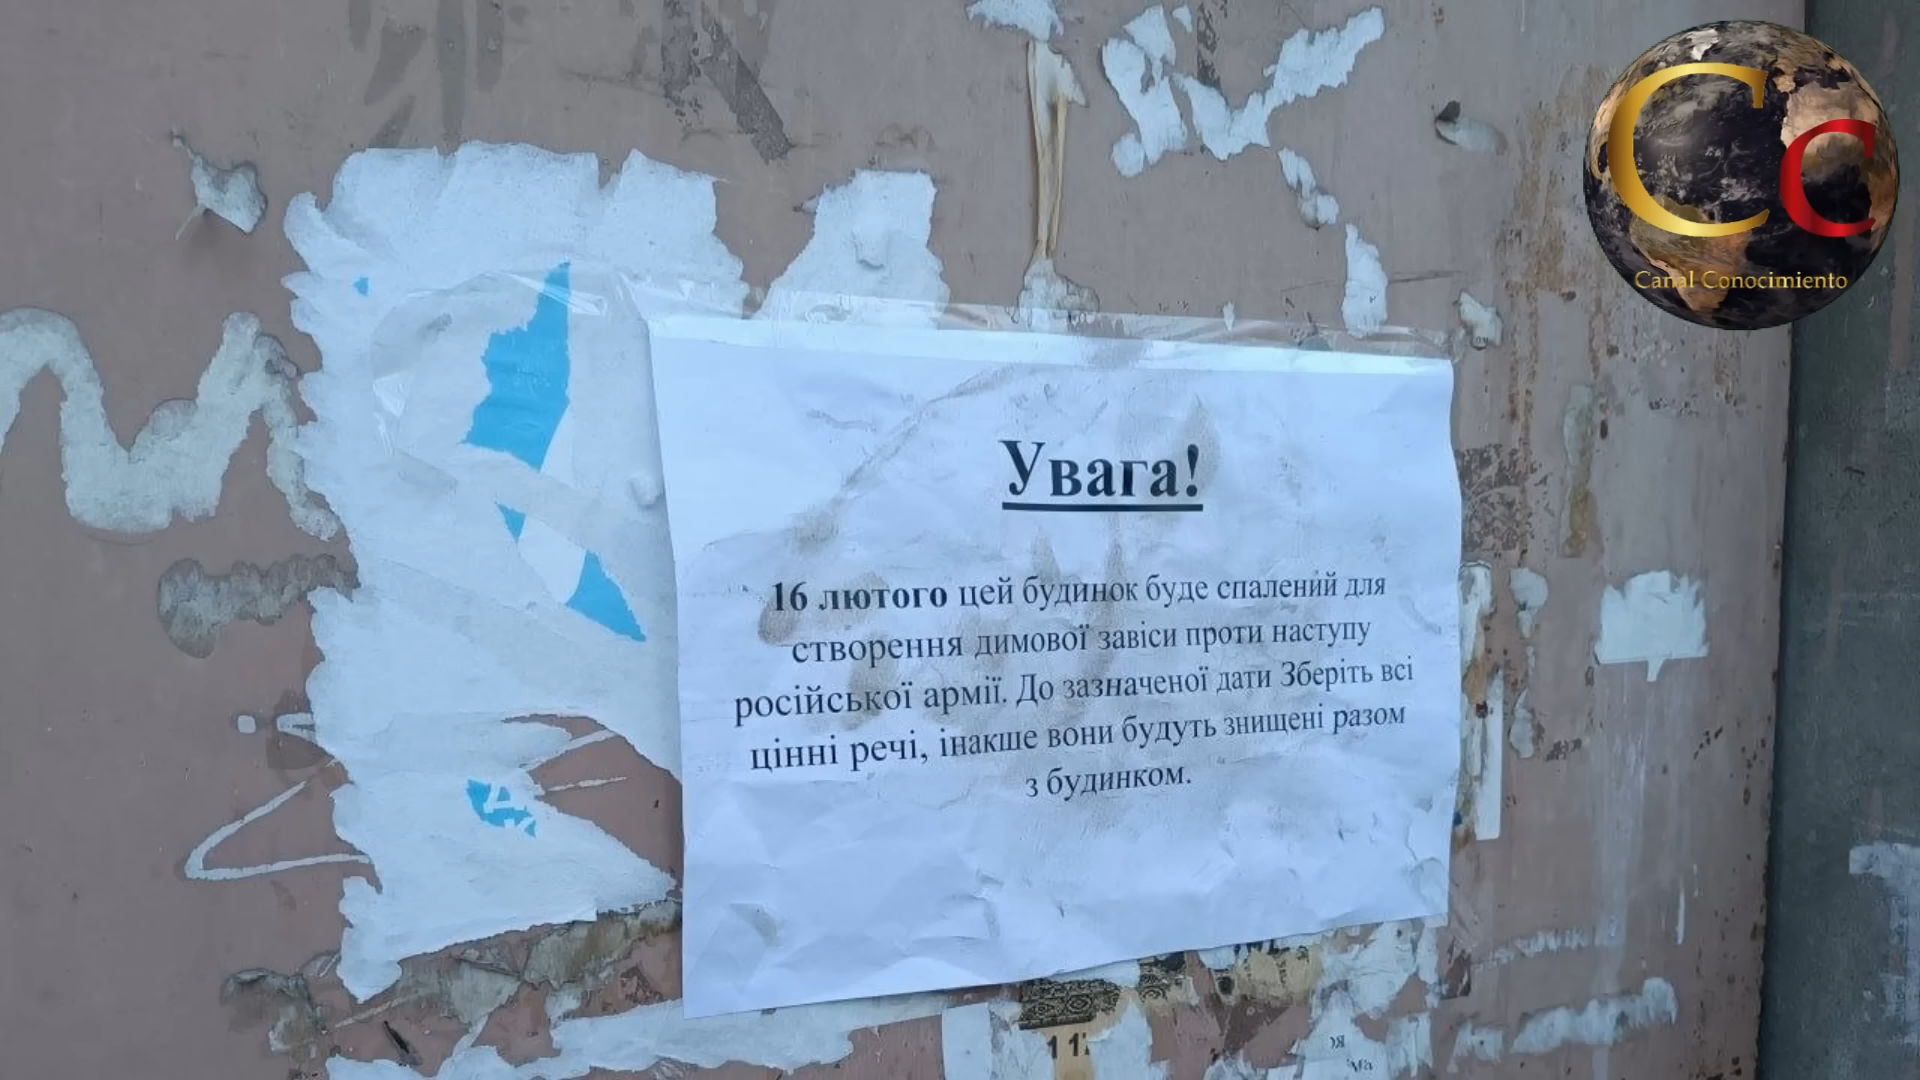 C c
Canal Conocimiento
Увага!
16 лютого цей будинок буде спалений для
створення димової завіси проти наступу
російської армії. До зазначеної дати Зберіть всі
цінні речі, інакше вони будуть знищені разом
з будинком.